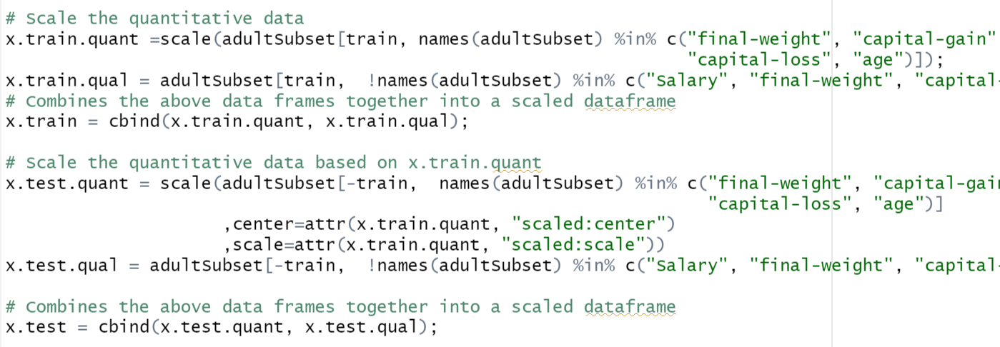 # Scale the quantitative data
x.train.quant =scale(adultSubset[train, names(adultSubset) %in% c("final-weight", "capital-gain"
"capital-loss", "age")]);
x.train.qual = adultSubset[train,  !names(adultSubset) %in% c("Salary", "final-weight", "capital-
# Combines the above data frames together into a scaled dataframe
x.train = cbind(x.train.quant, x.train.qual);
# Scale the quantitative data based on x.train.quant
x.test.quant = scale(adultSubset[-train,  names(adultSubset) %in% c("final-weight", "capital-gai
"capital-loss", "age")]
,center=attr(x.train.quant, "scaled:center")
,scale=attr(x.train.quant, "scaled:scale"))
x.test.qual = adultSubset[-train,  !names(adultSubset) %in% c("Salary", "final-weight", "capital-
# Combines the above data frames together into a scaled dataframe
x.test = cbind(x.test.quant, x.test.qual);